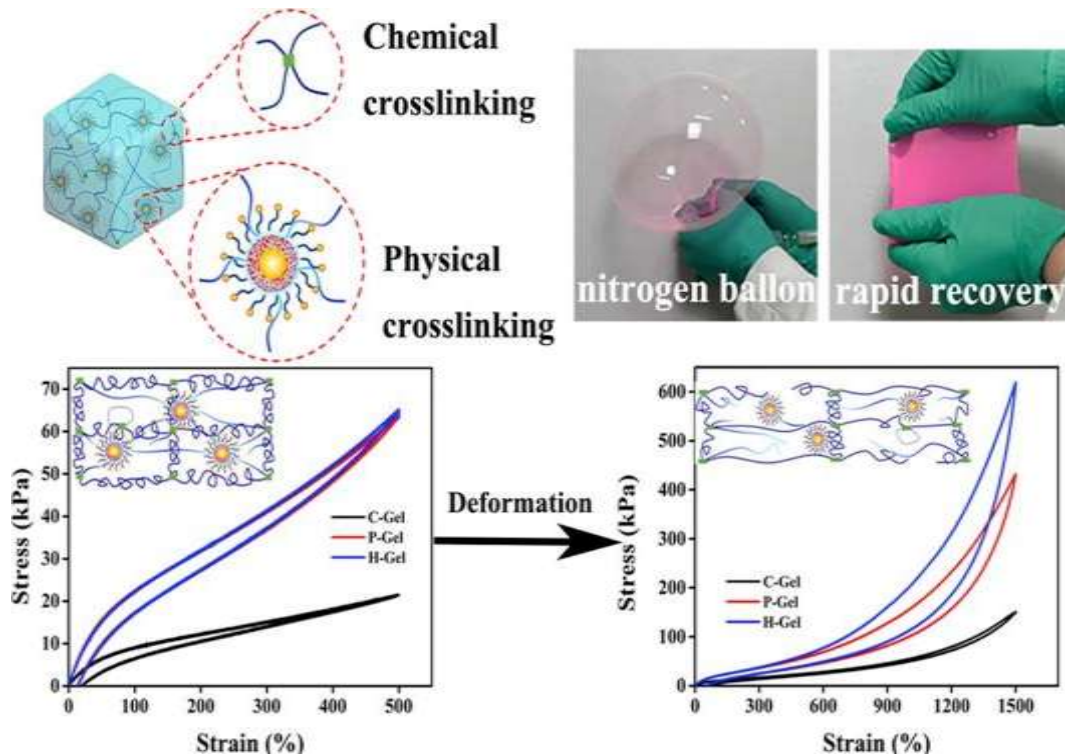 Chemical
crosslinking
Physical
crosslinking
nitrogen ballon
rapid recovery
70
60
50
40
30
20
10
0
Stress (kPa)
C-Gel
P-Gel
H-Gel
0 100 200 300 400 500
Strain (%)
Deformation
600
500
400
300
200
100
0
Stress (kPa)
C-Gel
P-Gel
H-Gel
0 300 600 900 1200 1500
Strain (%)